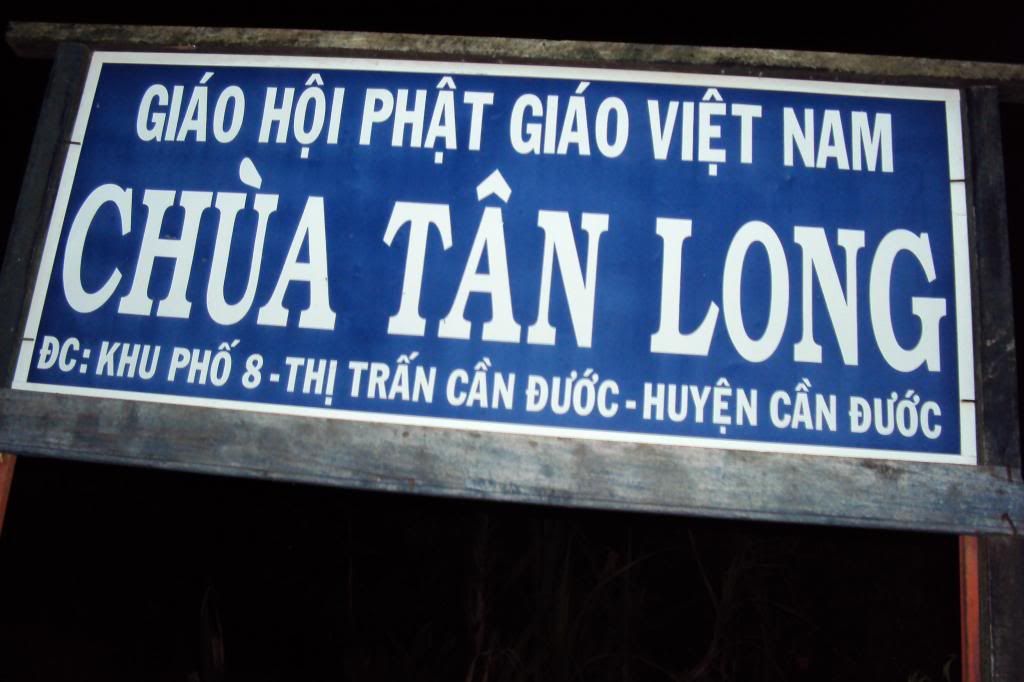 GIÁO HỘI PHẬT GIÁO VIỆT NAM
CHÙA TÂN LONG
ĐC: KHU PHỐ 8 - THỊ TRẤN CẦN ĐƯỚC - HUYỆN CẦN ĐƯỚC